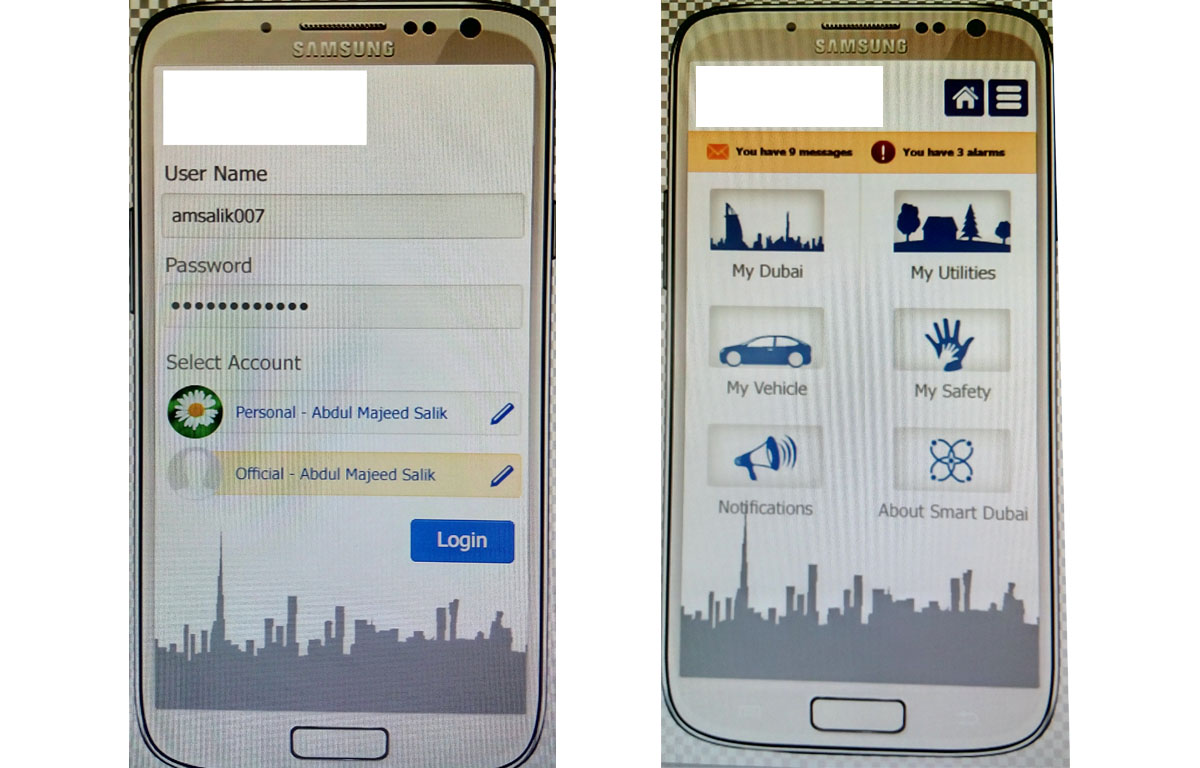 SAMSUNG
User Name
amsalik007
Password
Select Account
Personal - Abdul Majeed Salik
Official - Abdul Majeed Salik
Login
SAMSUNG
You have 9 messages
You have 3 alarms
My Dubai
My Utilities
My Vehicle
My Safety
Notifications
About Smart Dubai